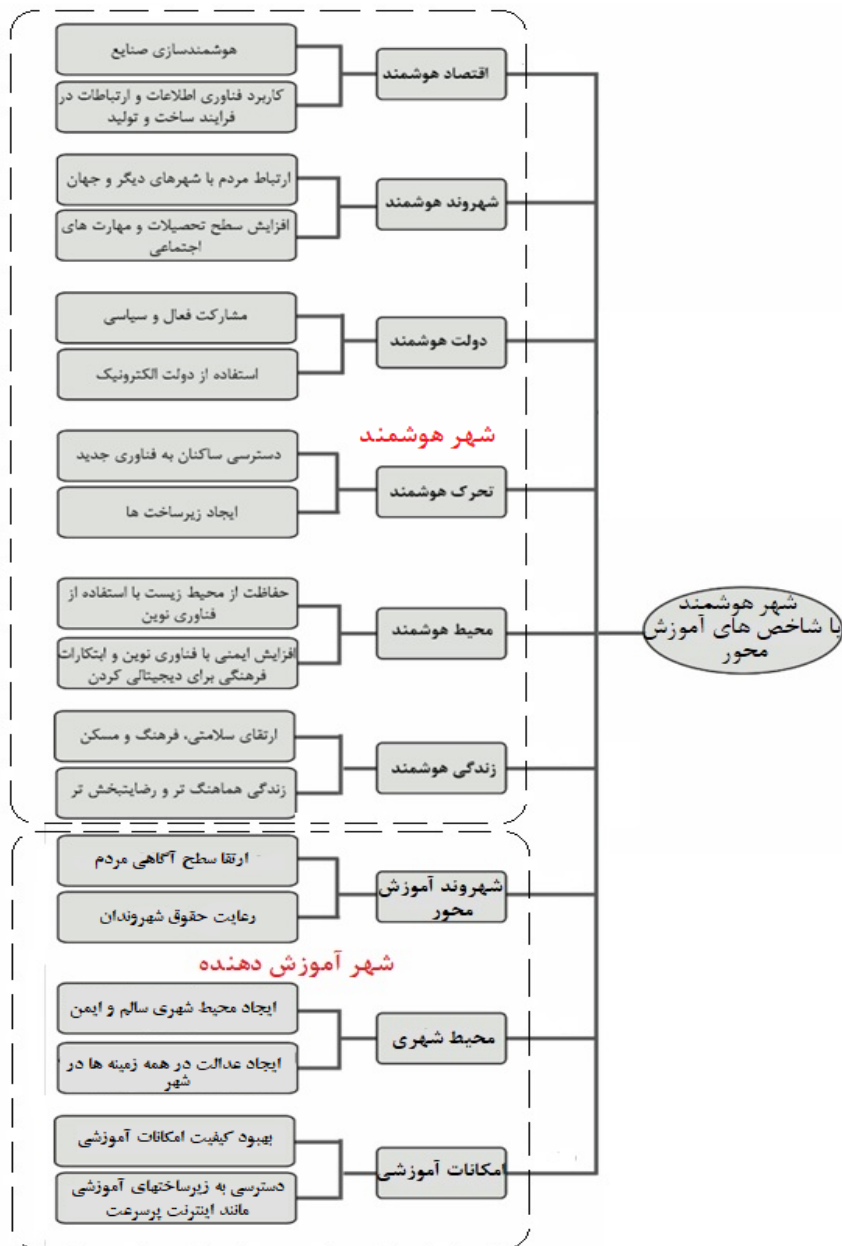 شهر هوشمند
با شاخص های آموزش
محور
شهر هوشمند
اقتصاد هوشمند
هوشمندسازی صنایع
کاربرد فناوری اطلاعات و ارتباطات در
فرایند ساخت و تولید
شهروند هوشمند
ارتباط مردم با شهرهای دیگر و جهان
افزایش سطح تحصیلات و مهارت های
اجتماعی
دولت هوشمند
مشارکت فعال و سیاسی
استفاده از دولت الکترونیک
تحرک هوشمند
دسترسی ساکنان به فناوری جدید
ایجاد زیرساخت ها
محیط هوشمند
حفاظت از محیط زیست با استفاده از
فناوری نوین
افزایش ایمنی با فناوری نوین و ابتکارات
فرهنگی برای دیجیتالی کردن
زندگی هوشمند
ارتقای سلامتی، فرهنگ و مسکن
زندگی هماهنگ تر و رضایتبخش تر
شهر آموزش دهنده
شهروند آموزش
محور
ارتقا سطح آگاهی مردم
رعایت حقوق شهروندان
محیط شهری
ایجاد محیط شهری سالم و ایمن
ایجاد عدالت در همه زمینه ها در
شهر
امکانات آموزشی
بهبود کیفیت امکانات آموزشی
دسترسی به زیرساختهای آموزشی
مانند اینترنت پرسرعت